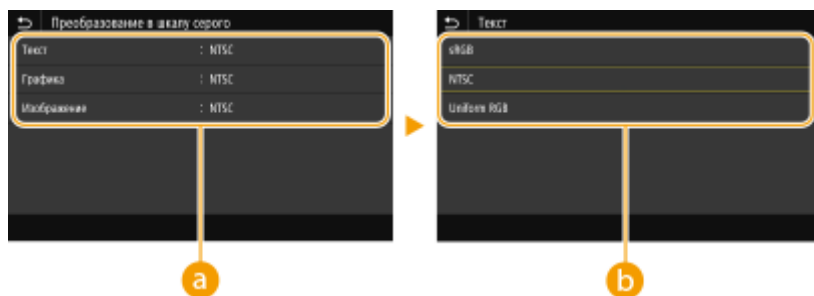 Преобразование в шкалу серого
Текст : NTSC
Графика : NTSC
Изображение : NTSC
a
Текст
sRGB
NTSC
Uniform RGB
b